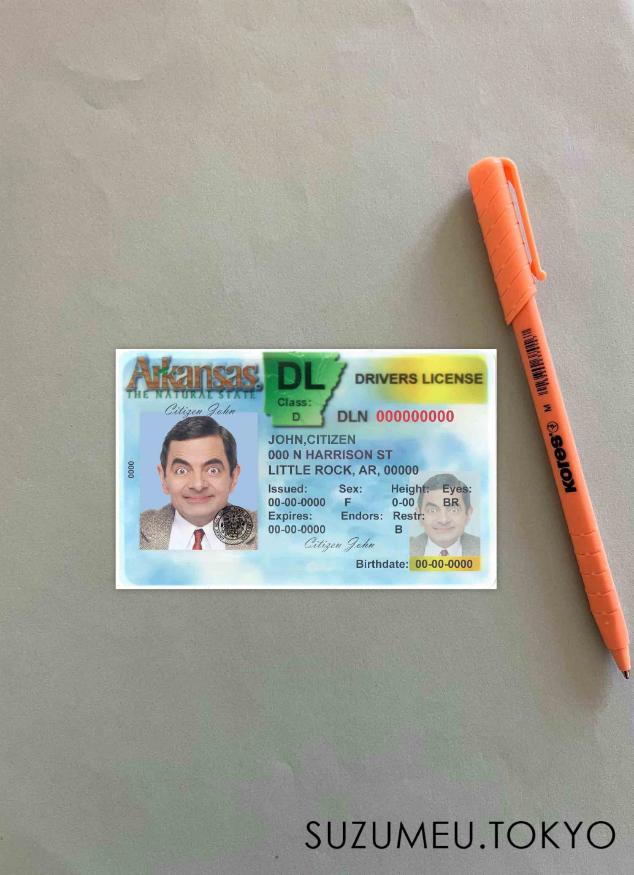 Arkansas
THE NATURAL STATE
DL
Class:
D
DRIVERS LICENSE
Citizen John
DLN 000000000
JOHN,CITIZEN
000 N HARRISON ST
LITTLE ROCK, AR, 00000
0000
Issued: Sex: Height: Eyes:
00-00-0000 F 0-00 BR
Expires: Endors: Restr:
00-00-0000 B
Citizen John
Birthdate: 00-00-0000
M
Kores
SUZUMEU.TOKYO